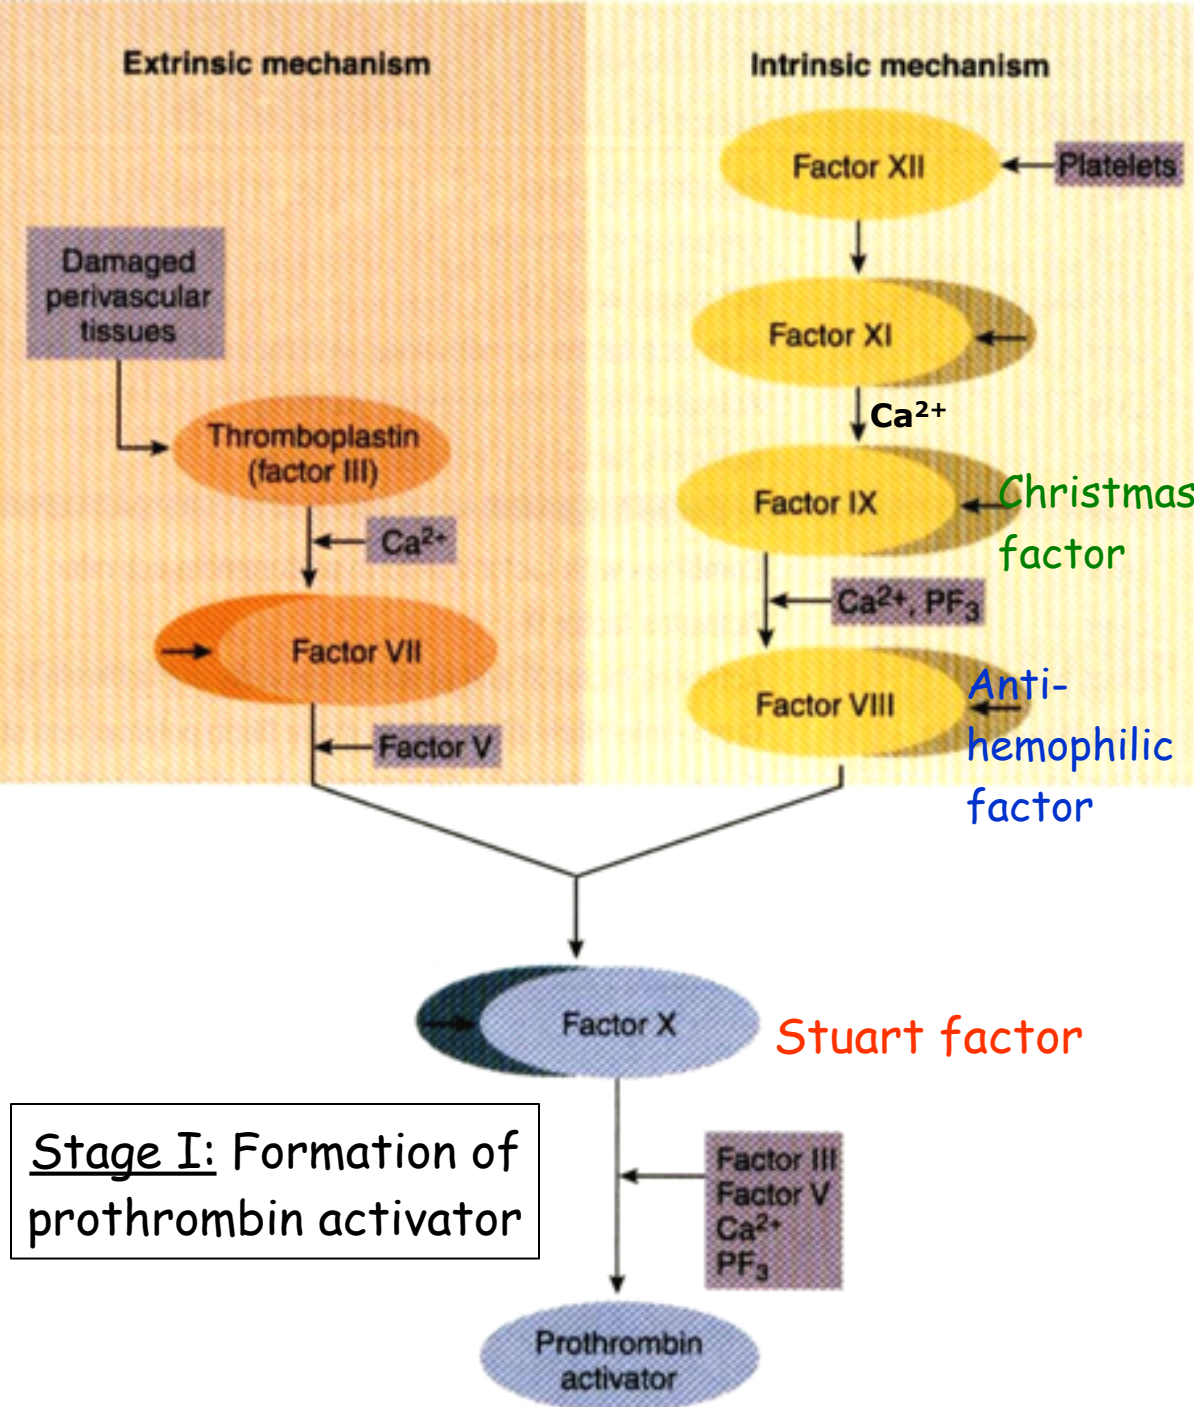 Extrinsic mechanism
Damaged
perivascular
tissues
Thromboplastin
(factor III)
Ca²⁺
Factor VII
Factor V
Intrinsic mechanism
Factor XII
Platelets
Factor XI
Ca²⁺
Factor IX
Christmas
factor
Ca²⁺, PF₃
Factor VIII
Anti-
hemophilic
factor
Factor X
Stuart factor
Stage I: Formation of
prothrombin activator
Factor III
Factor V
Ca²⁺
PF₃
Prothrombin
activator